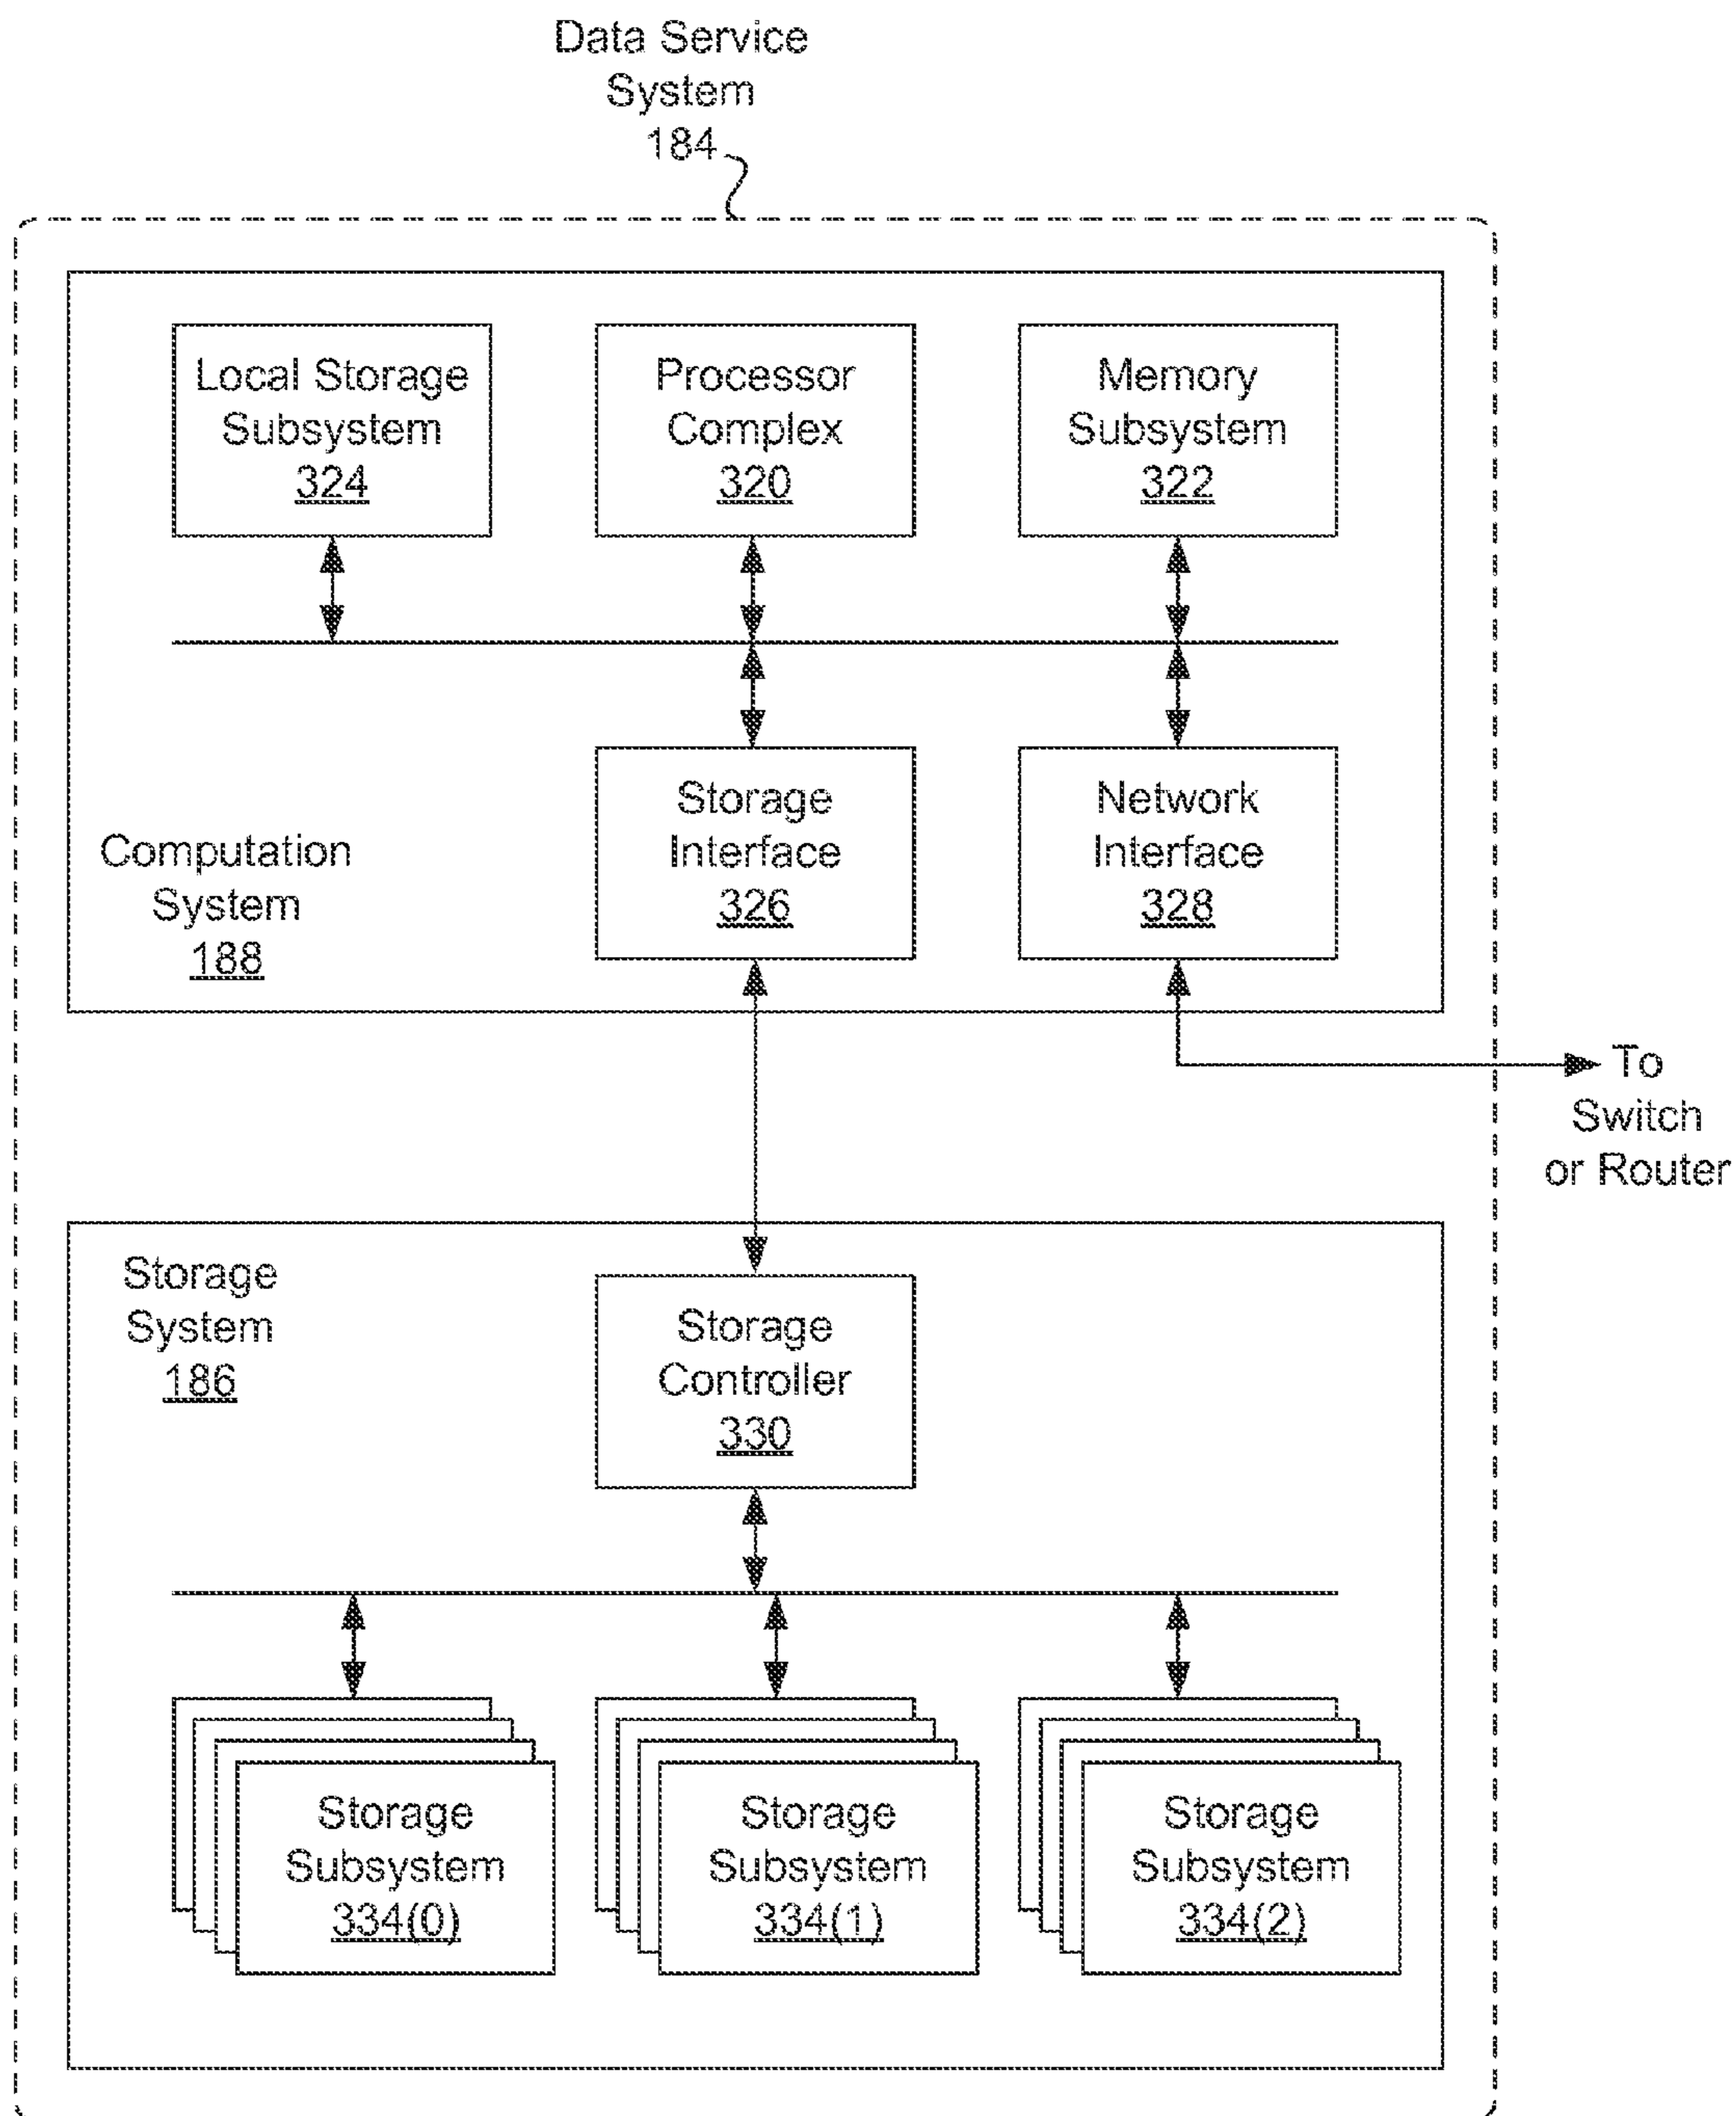 Data Service
System
184
Local Storage
Subsystem
324
Processor
Complex
320
Memory
Subsystem
322
Storage
Interface
326
Network
Interface
328
Computation
System
188
To
Switch
or Router
Storage
System
186
Storage
Controller
330
Storage
Subsystem
334(0)
Storage
Subsystem
334(1)
Storage
Subsystem
334(2)